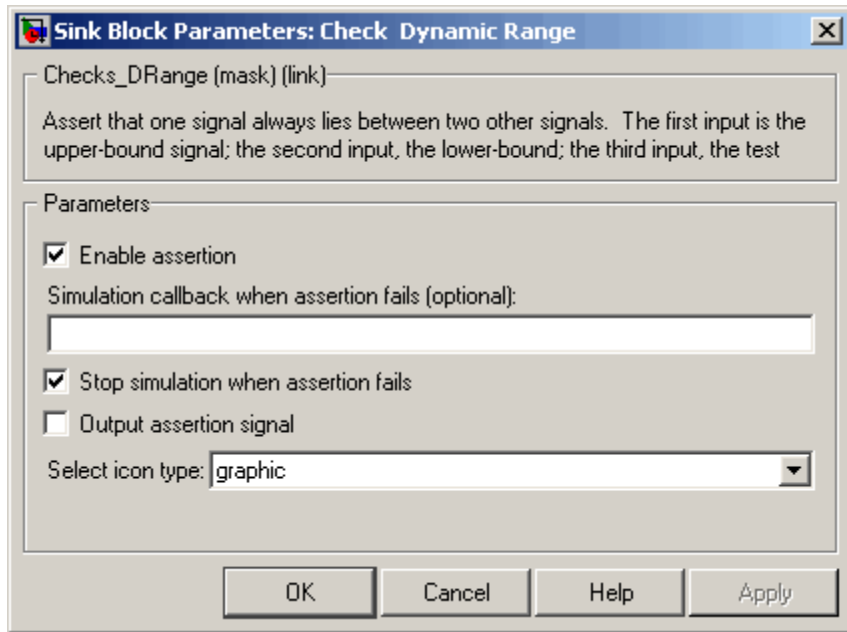 Sink Block Parameters: Check  Dynamic Range
Checks_DRange (mask) (link)
Assert that one signal always lies between two other signals.  The first input is the
upper-bound signal; the second input, the lower-bound; the third input, the test
Parameters
Enable assertion
Simulation callback when assertion fails (optional):
Stop simulation when assertion fails
Output assertion signal
Select icon type: graphic
OK Cancel Help Apply